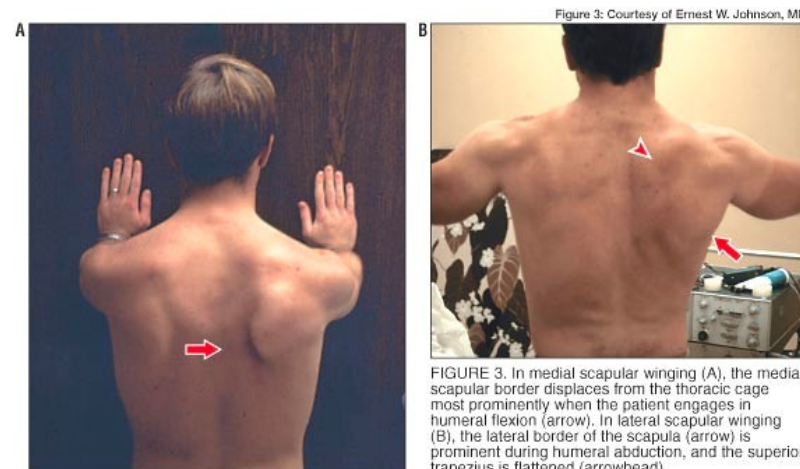 Figure 3: Courtesy of Ernest W. Johnson,
A
B
FIGURE 3. In medial scapular winging (A), the
scapular border displaces from the thoracic cage
most prominently when the patient engages in
humeral flexion (arrow). In lateral scapular winging
(B), the lateral border of the scapula (arrow) is
prominent during humeral abduction, and the
trapezius is flattened (arrowhead).